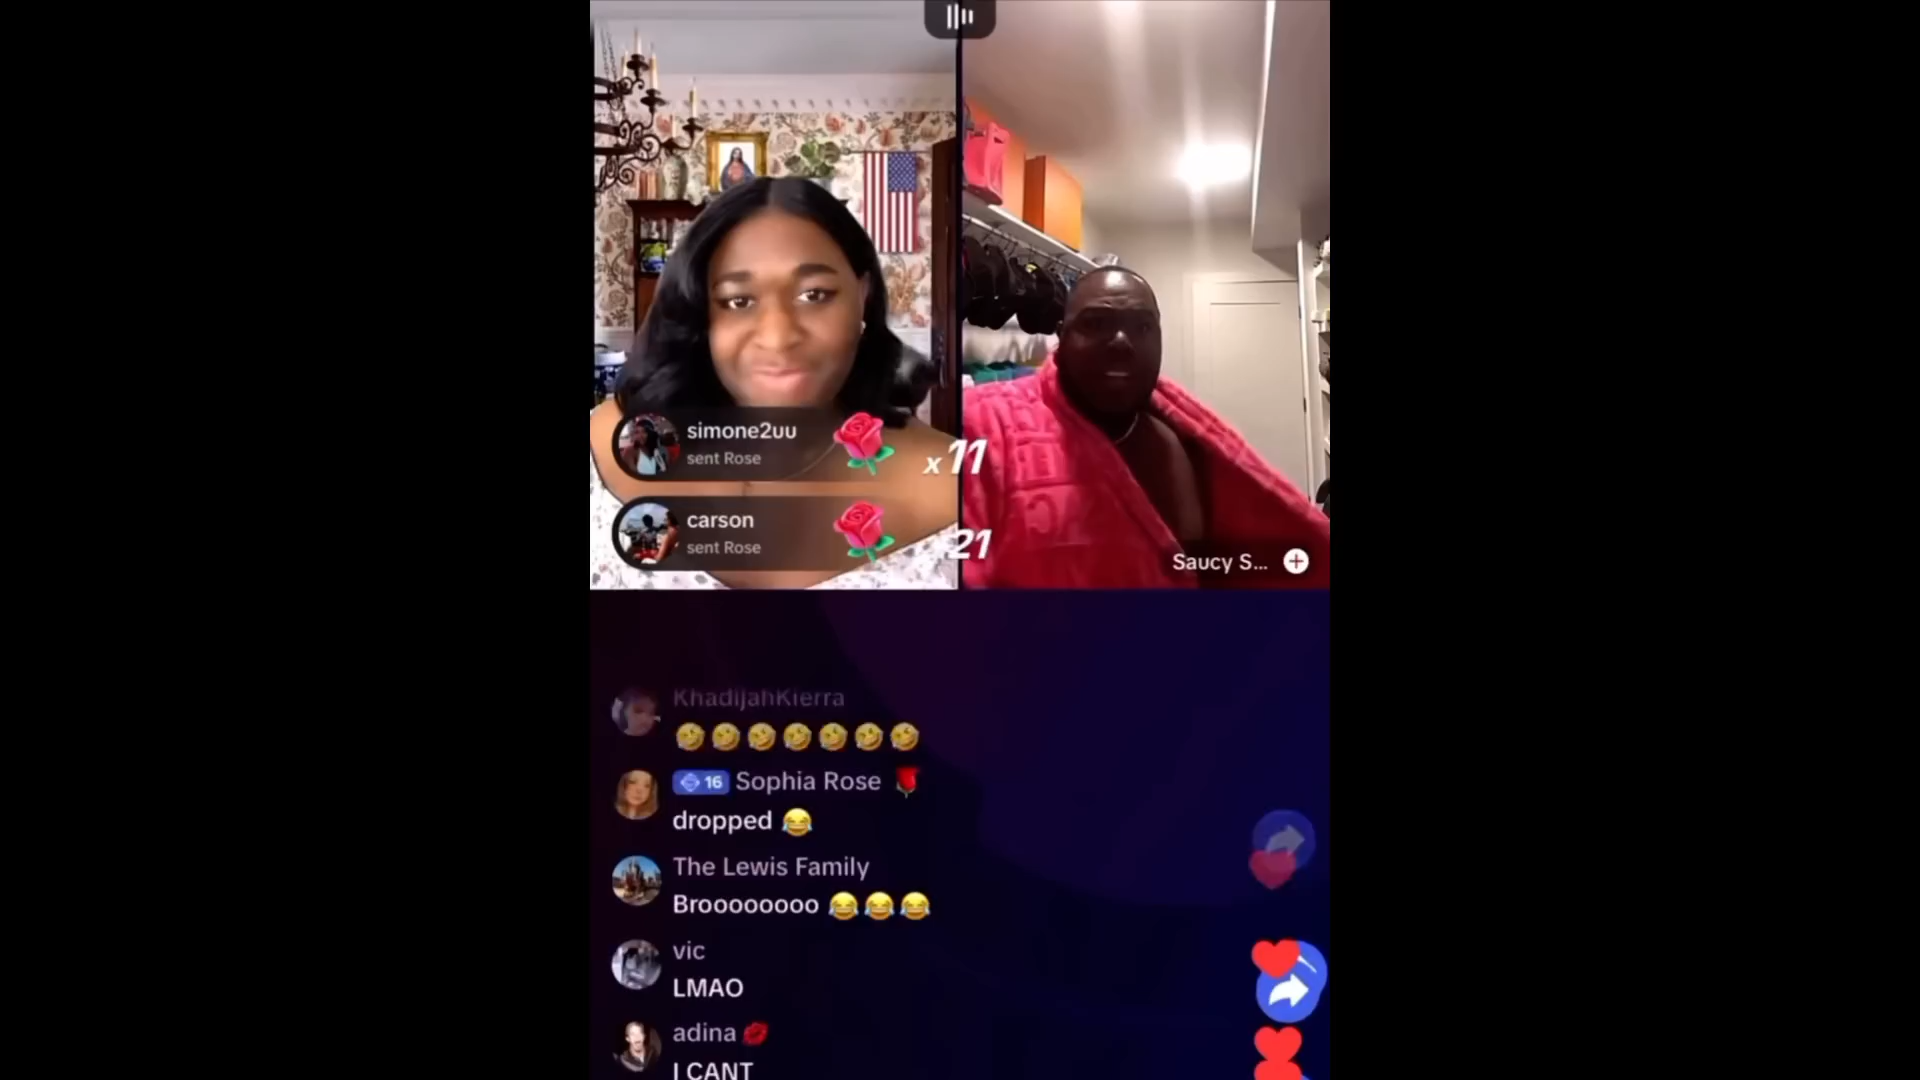 simone2uu
sent Rose
x 11
carson
sent Rose
21
Saucy S...
KhadijahKierra
🤣🤣🤣🤣🤣🤣🤣
16 Sophia Rose 🌹
dropped 😂
The Lewis Family
Broooooooo 😂😂😂
vic
LMAO
adina 💋
I CANT